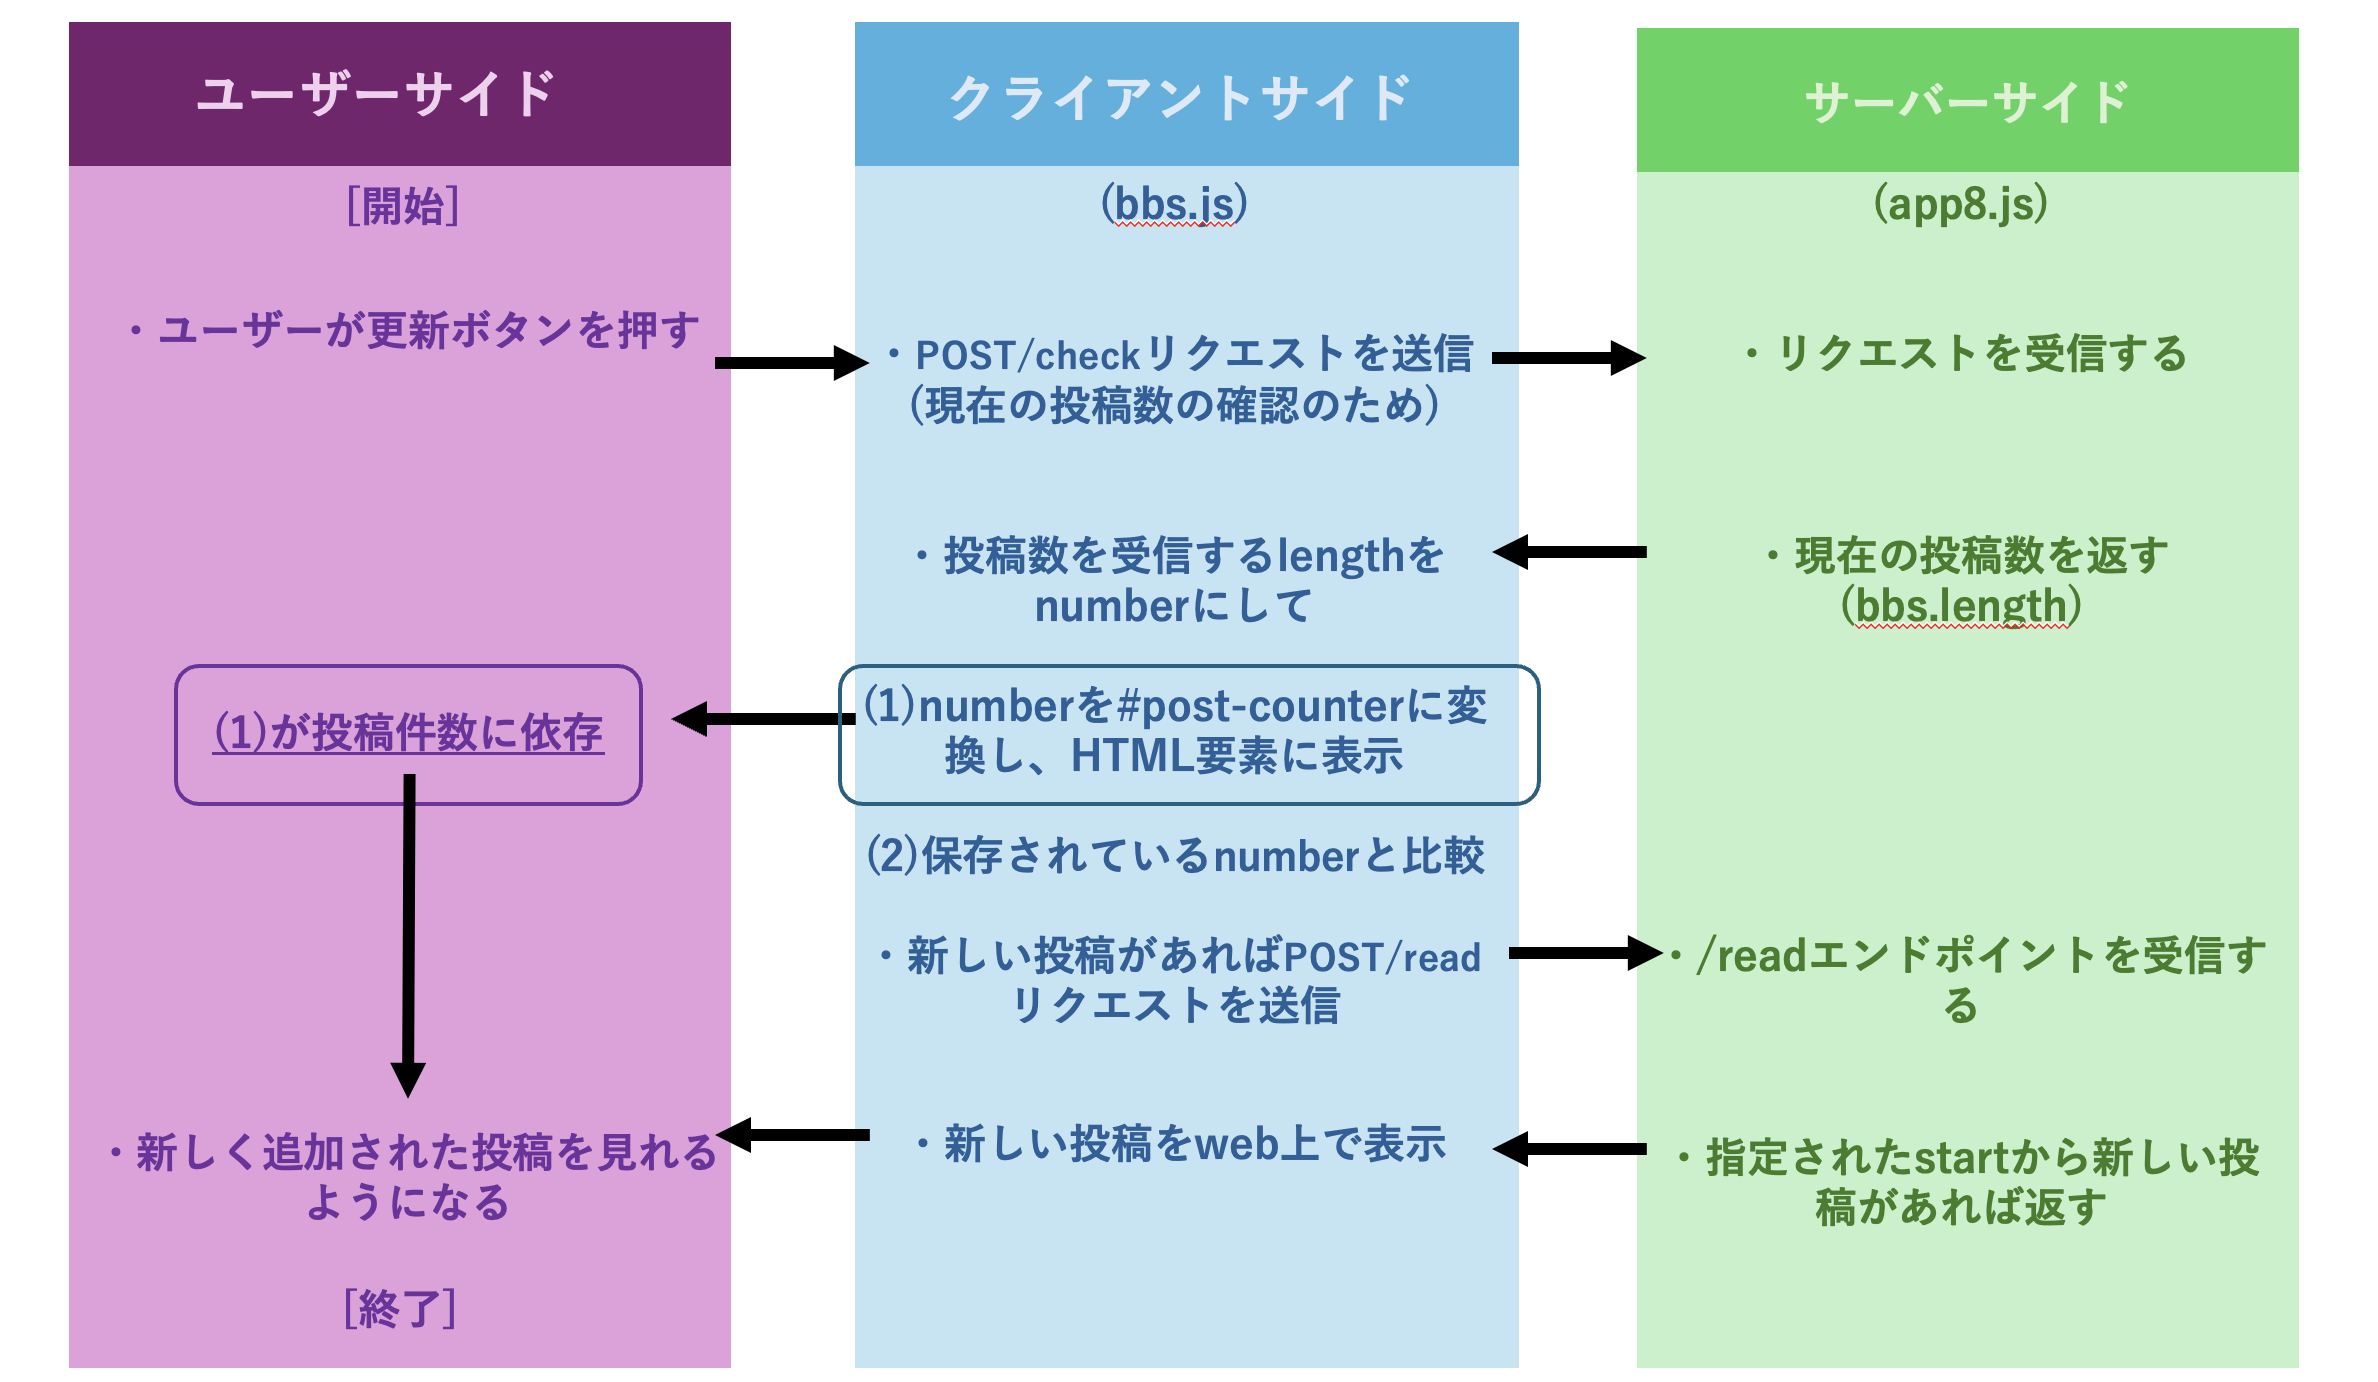 ユーザーサイド
[開始]
・ユーザーが更新ボタンを押す
(1)が投稿件数に依存
・新しく追加された投稿を見れる
ようになる
[終了]
クライアントサイド
(bbs.js)
・POST/checkリクエストを送信
(現在の投稿数の確認のため)
・投稿数を受信するlengthを
numberにして
(1)numberを#post-counterに変
換し、HTML要素に表示
(2)保存されているnumberと比較
・新しい投稿があればPOST/read
リクエストを送信
・新しい投稿をweb上で表示
サーバーサイド
(app8.js)
・リクエストを受信する
・現在の投稿数を返す
(bbs.length)
・/readエンドポイントを受信す
る
・指定されたstartから新しい投
稿があれば返す